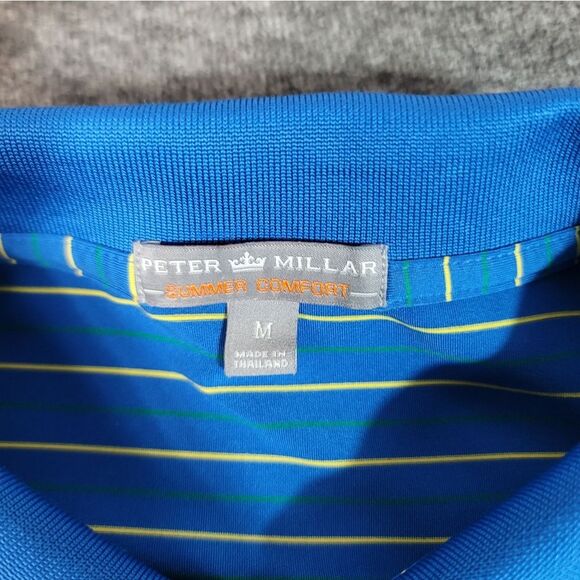 PETER MILLAR
SUMMER COMFORT
M
MADE IN
THAILAND